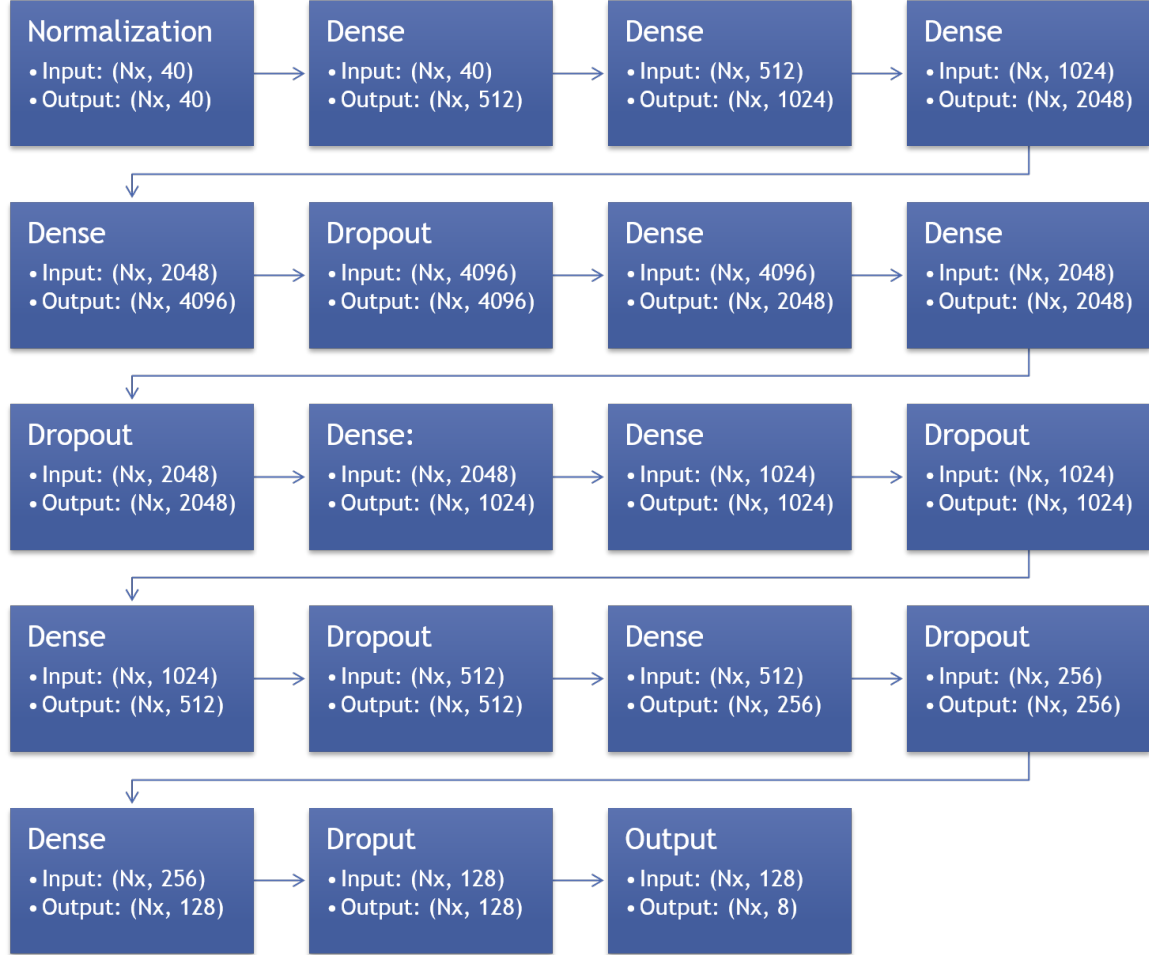 Normalization
• Input: (Nx, 40)
• Output: (Nx, 40)
Dense
• Input: (Nx, 40)
• Output: (Nx, 512)
Dense
• Input: (Nx, 512)
• Output: (Nx, 1024)
Dense
• Input: (Nx, 1024)
• Output: (Nx, 2048)
Dense
• Input: (Nx, 2048)
• Output: (Nx, 4096)
Dropout
• Input: (Nx, 4096)
• Output: (Nx, 4096)
Dense
• Input: (Nx, 4096)
• Output: (Nx, 2048)
Dense
• Input: (Nx, 2048)
• Output: (Nx, 2048)
Dropout
• Input: (Nx, 2048)
• Output: (Nx, 2048)
Dense:
• Input: (Nx, 2048)
• Output: (Nx, 1024)
Dense
• Input: (Nx, 1024)
• Output: (Nx, 1024)
Dropout
• Input: (Nx, 1024)
• Output: (Nx, 1024)
Dense
• Input: (Nx, 1024)
• Output: (Nx, 512)
Dropout
• Input: (Nx, 512)
• Output: (Nx, 512)
Dense
• Input: (Nx, 512)
• Output: (Nx, 256)
Dropout
• Input: (Nx, 256)
• Output: (Nx, 256)
Dense
• Input: (Nx, 256)
• Output: (Nx, 128)
Droput
• Input: (Nx, 128)
• Output: (Nx, 128)
Output
• Input: (Nx, 128)
• Output: (Nx, 8)